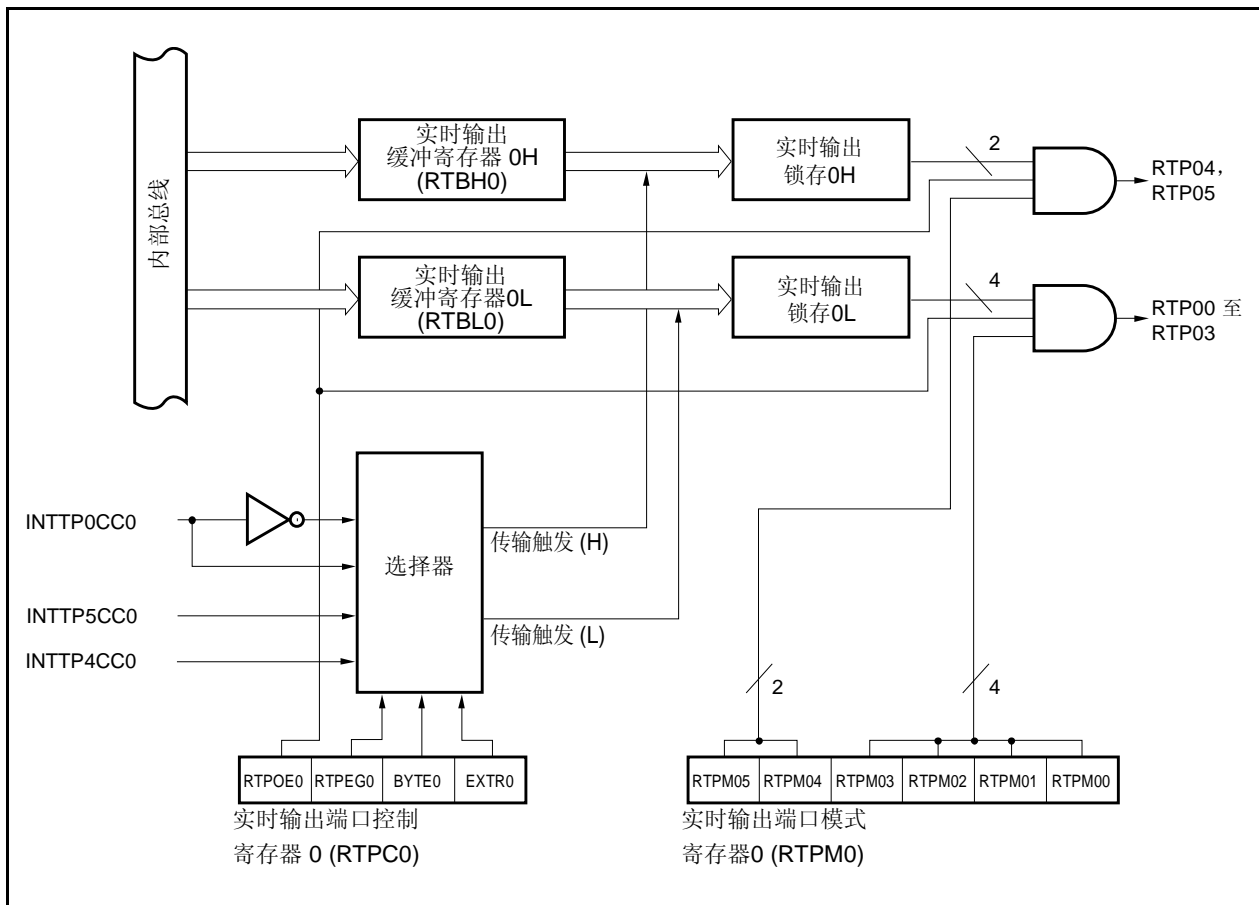 内部总线
实时输出
缓冲寄存器 0H
(RTBH0)
实时输出
锁存0H
2
RTP04，
RTP05
实时输出
缓冲寄存器0L
(RTBL0)
实时输出
锁存0L
4
RTP00 至
RTP03
INTTP0CC0
INTTP5CC0
INTTP4CC0
选择器
传输触发 (H)
传输触发 (L)
2
4
RTPOE0 RTPEG0 BYTE0 EXTR0
实时输出端口控制
寄存器 0 (RTPC0)
RTPM05 RTPM04 RTPM03 RTPM02 RTPM01 RTPM00
实时输出端口模式
寄存器0 (RTPM0)